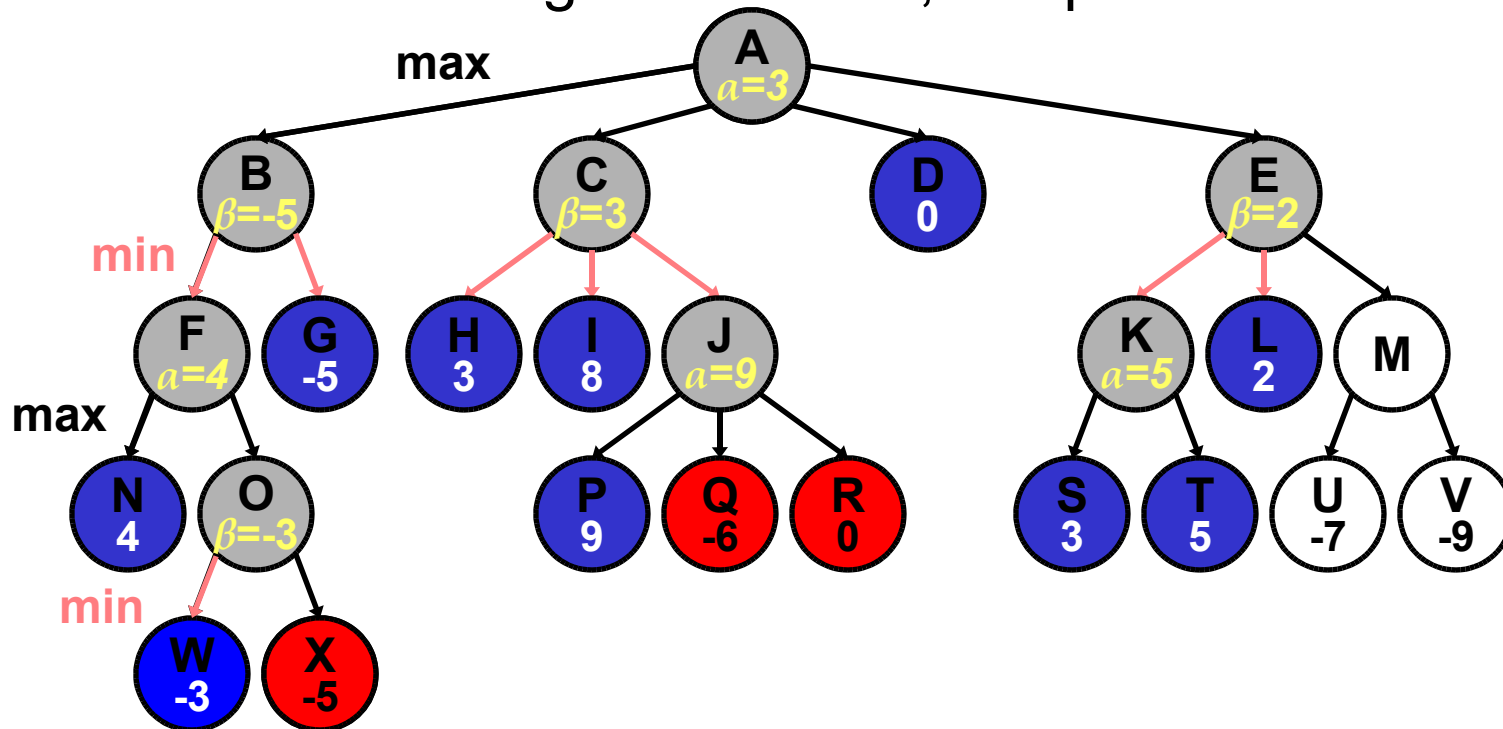 A
max
α=3
B
β=-5
C
β=3
D
0
E
β=2
min
F
α=4
G
-5
H
3
I
8
J
α=9
K
α=5
L
2
M
max
N
4
O
β=-3
P
9
Q
-6
R
0
S
3
T
5
U
-7
V
-9
min
W
-3
X
-5